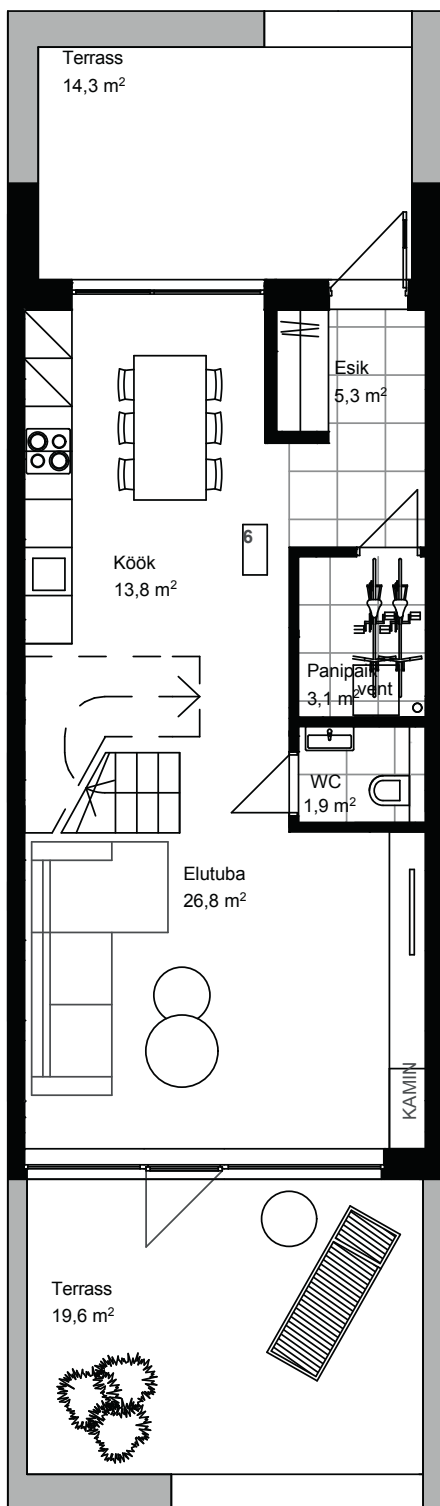 Terrass
14,3 m²
Esik
5,3 m²
6
Köök
13,8 m²
Panipaik
vent
3,1 m²
WC
1,9 m²
Elutuba
26,8 m²
KAMIN
Terrass
19,6 m²